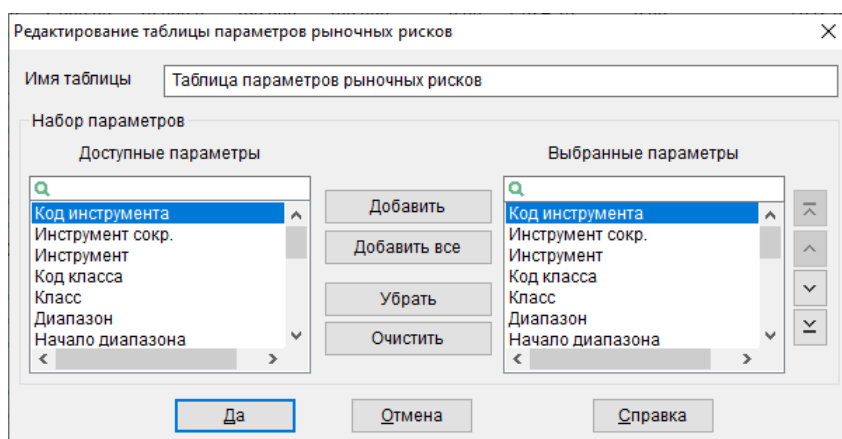 Редактирование таблицы параметров рыночных рисков
Имя таблицы
Таблица параметров рыночных рисков
Набор параметров
Доступные параметры
Код инструмента
Инструмент сокр.
Инструмент
Код класса
Класс
Диапазон
Начало диапазона
Добавить
Добавить все
Убрать
Очистить
Выбранные параметры
Код инструмента
Инструмент сокр.
Инструмент
Код класса
Класс
Диапазон
Начало диапазона
Да
Отмена
Справка